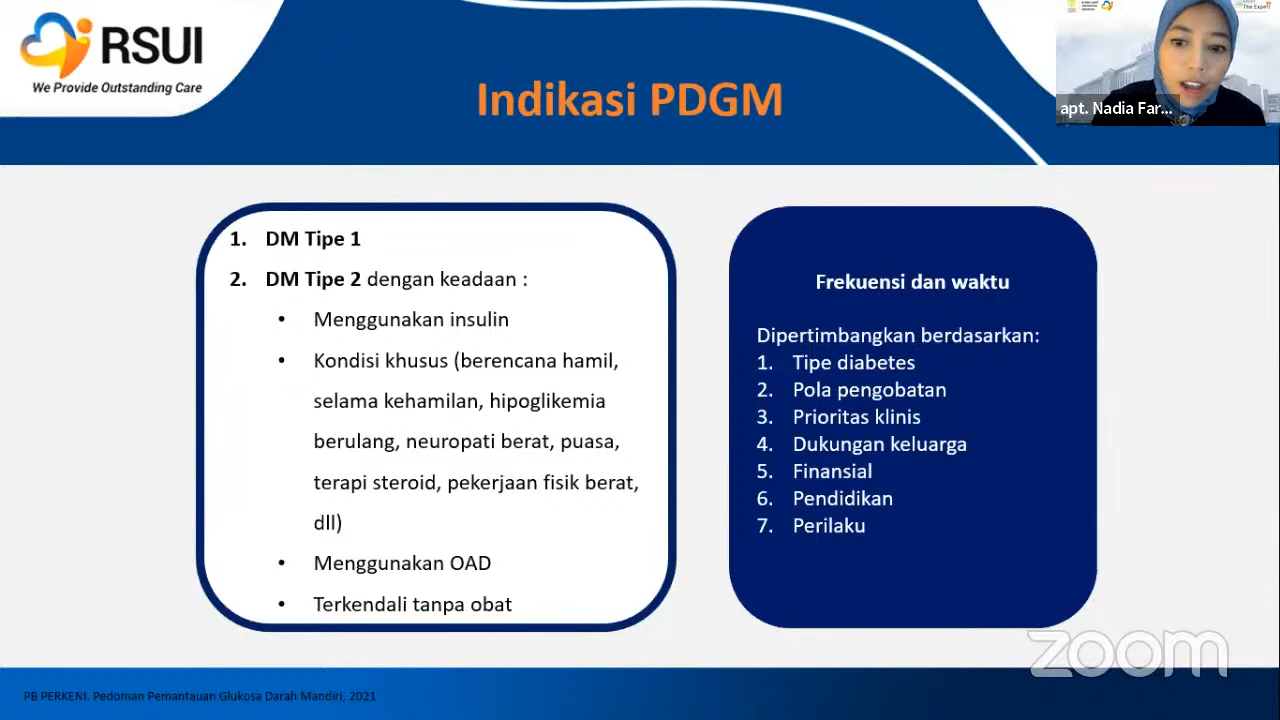 RSUI
We Provide Outstanding Care
Indikasi PDGM
The Expert
apt. Nadia Far...
1. DM Tipe 1
2. DM Tipe 2 dengan keadaan :
• Menggunakan insulin
• Kondisi khusus (berencana hamil,
selama kehamilan, hipoglikemia
berulang, neuropati berat, puasa,
terapi steroid, pekerjaan fisik berat,
dll)
• Menggunakan OAD
• Terkendali tanpa obat
Frekuensi dan waktu
Dipertimbangkan berdasarkan:
1. Tipe diabetes
2. Pola pengobatan
3. Prioritas klinis
4. Dukungan keluarga
5. Finansial
6. Pendidikan
7. Perilaku
zoom
PB PERKENI. Pedoman Pemantauan Glukosa Darah Mandiri, 2021